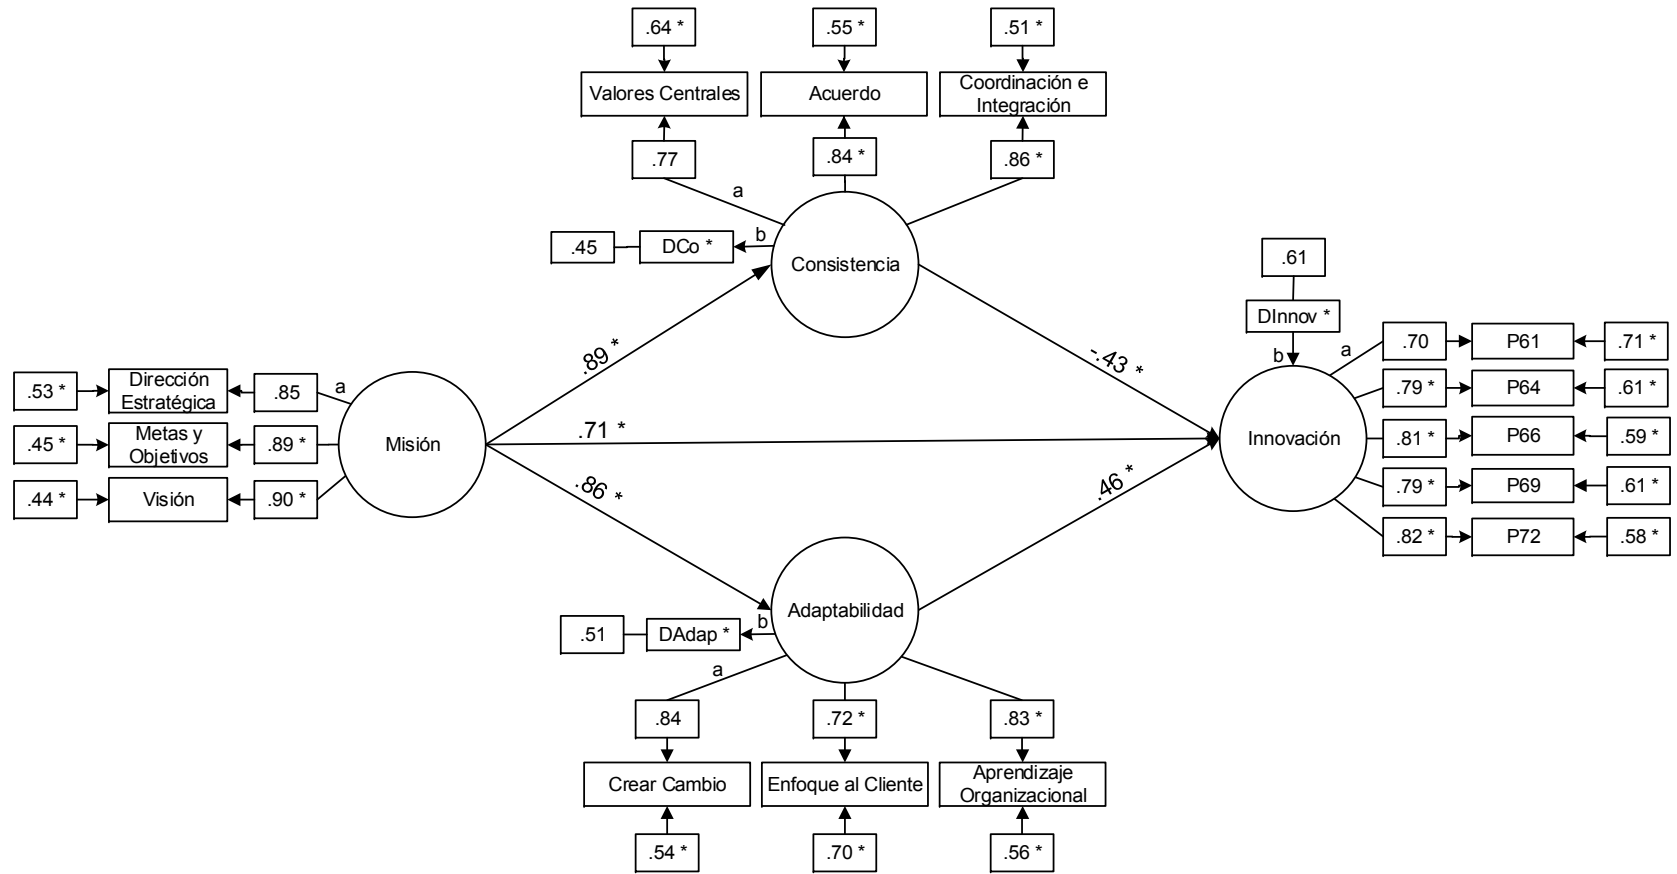 .64 *
.55 *
.51 *
Valores Centrales
Acuerdo
Coordinación e
Integración
.77
.84 *
.86 *
a
.45
DCo *
b
Consistencia
.61
DInnov *
b
a
.89 *
-.43 *
.53 *
Dirección
Estratégica
.85
a
.45 *
Metas y
Objetivos
.89 *
.44 *
Visión
.90 *
Misión
.71 *
Innovación
.70
P61
.71 *
.79 *
P64
.61 *
.81 *
P66
.59 *
.79 *
P69
.61 *
.82 *
P72
.58 *
.86 *
.46 *
Adaptabilidad
.51
DAdap *
b
a
.84
.72 *
.83 *
Crear Cambio
Enfoque al Cliente
Aprendizaje
Organizacional
.54 *
.70 *
.56 *